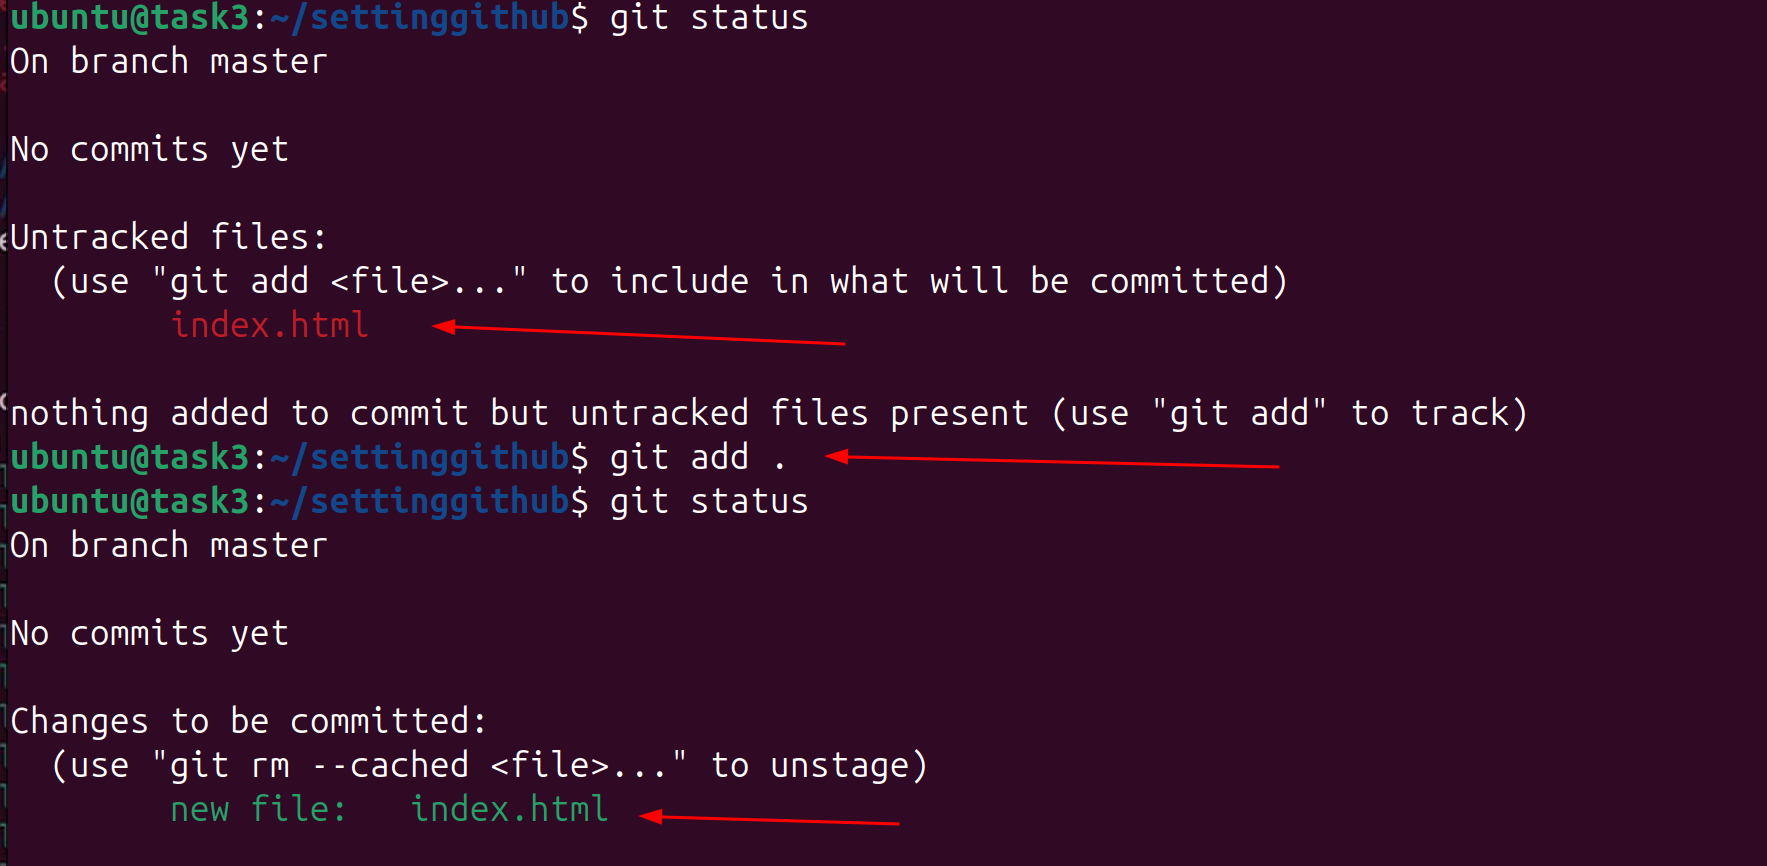 ubuntu@task3:~/settinggithub$ git status
On branch master
No commits yet
Untracked files:
  (use "git add <file>..." to include in what will be committed)
        index.html
nothing added to commit but untracked files present (use "git add" to track)
ubuntu@task3:~/settinggithub$ git add .
ubuntu@task3:~/settinggithub$ git status
On branch master
No commits yet
Changes to be committed:
  (use "git rm --cached <file>..." to unstage)
        new file:   index.html